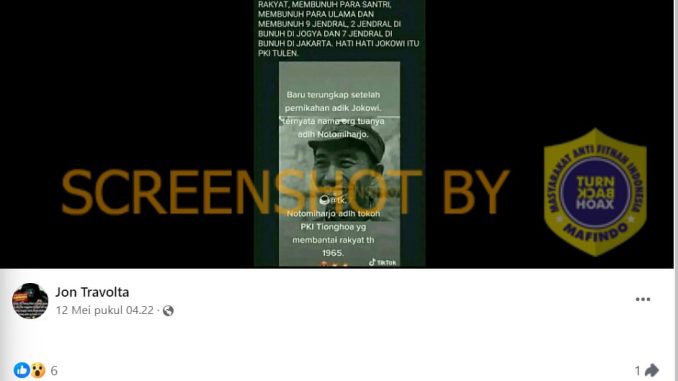 RAKYAT, MEMBUNUH PARA SANTRI,
MEMBUNUH PARA ULAMA DAN
MEMBUNUH 9 JENDRAL, 2 JENDRAL DI
BUNUH DI JOGYA DAN 7 JENDRAL DI
BUNUH DI JAKARTA. HATI HATI JOKOWI ITU
PKI TULEN.
Baru terungkap setelah
pernikahan adik Jokowi.
ternyata nama org tuanya
adlh Notomiharjo.
Notomiharjo adlh tokoh
PKI Tionghoa yg
membantai rakyat th
1965.
TikTok
SCREENSHOT BY
MASYARAKAT ANTI FITNAH INDONESIA
TURN
BACK
HOAX
MAFINDO
Jon Travolta
12 Mei pukul 04.22
6
1